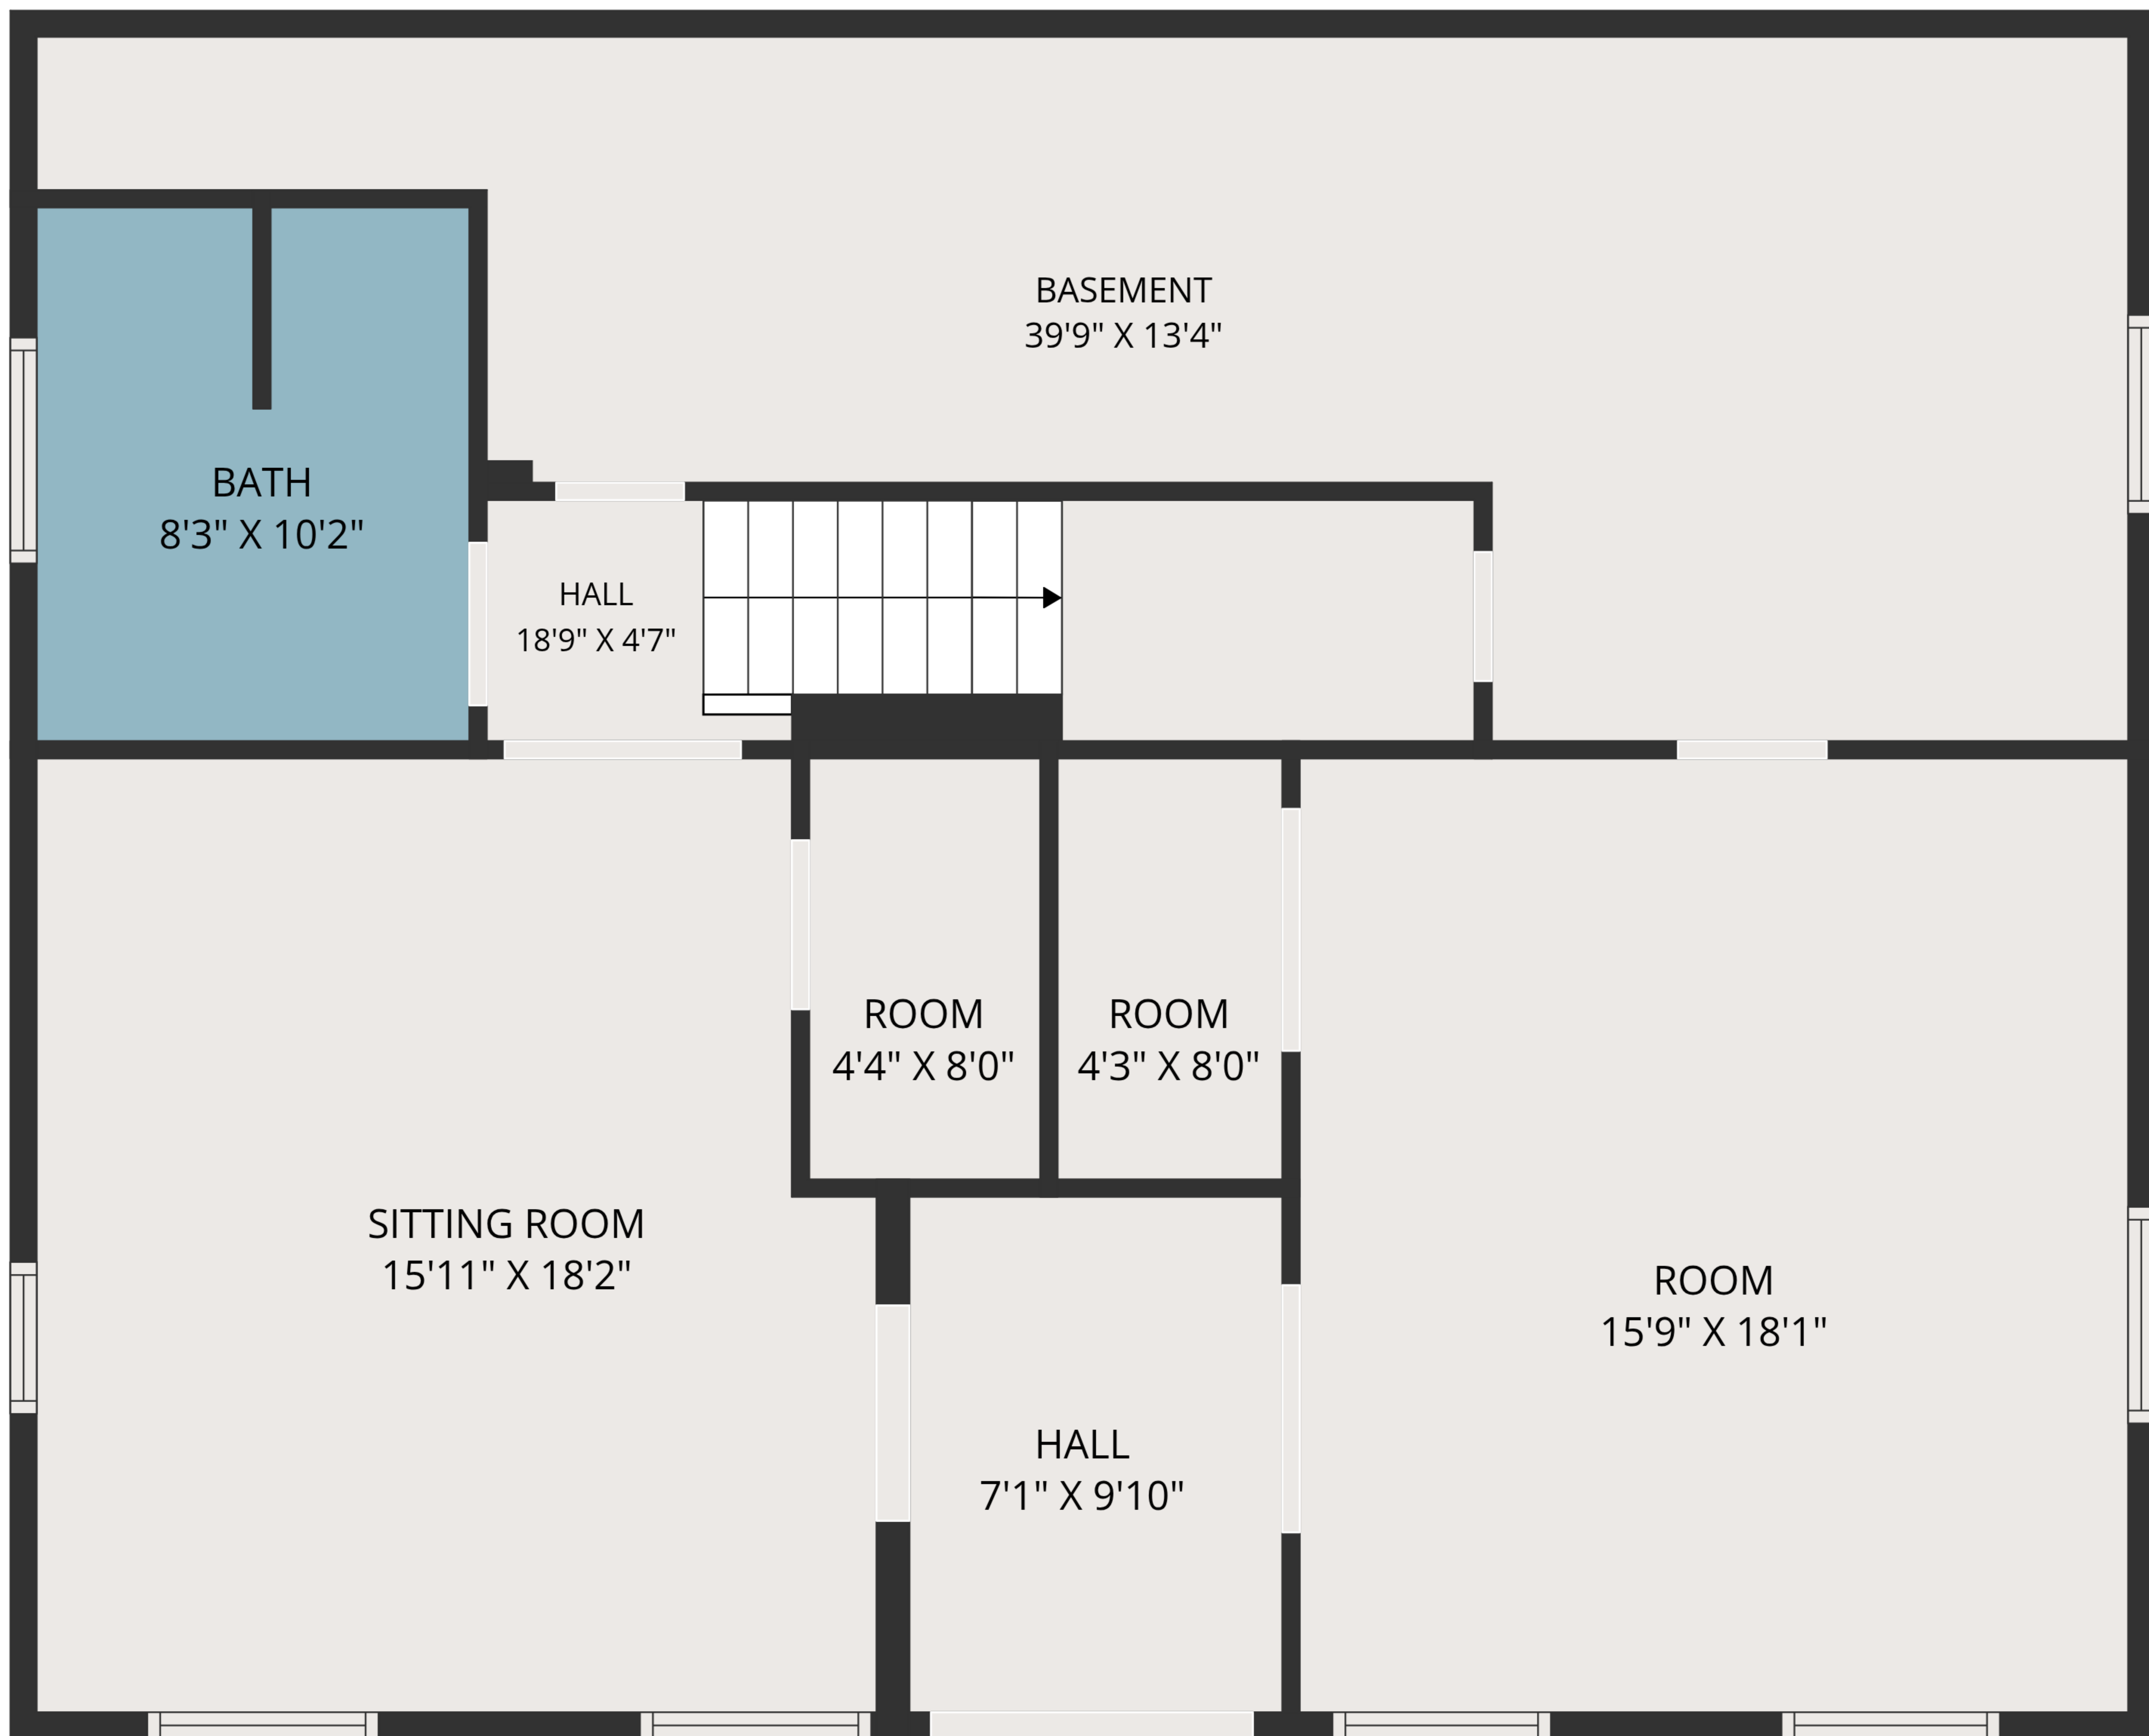 BASEMENT
39'9" X 13'4"
BATH
8'3" X 10'2"
HALL
18'9" X 4'7"
ROOM
4'4" X 8'0"
ROOM
4'3" X 8'0"
SITTING ROOM
15'11" X 18'2"
ROOM
15'9" X 18'1"
HALL
7'1" X 9'10"